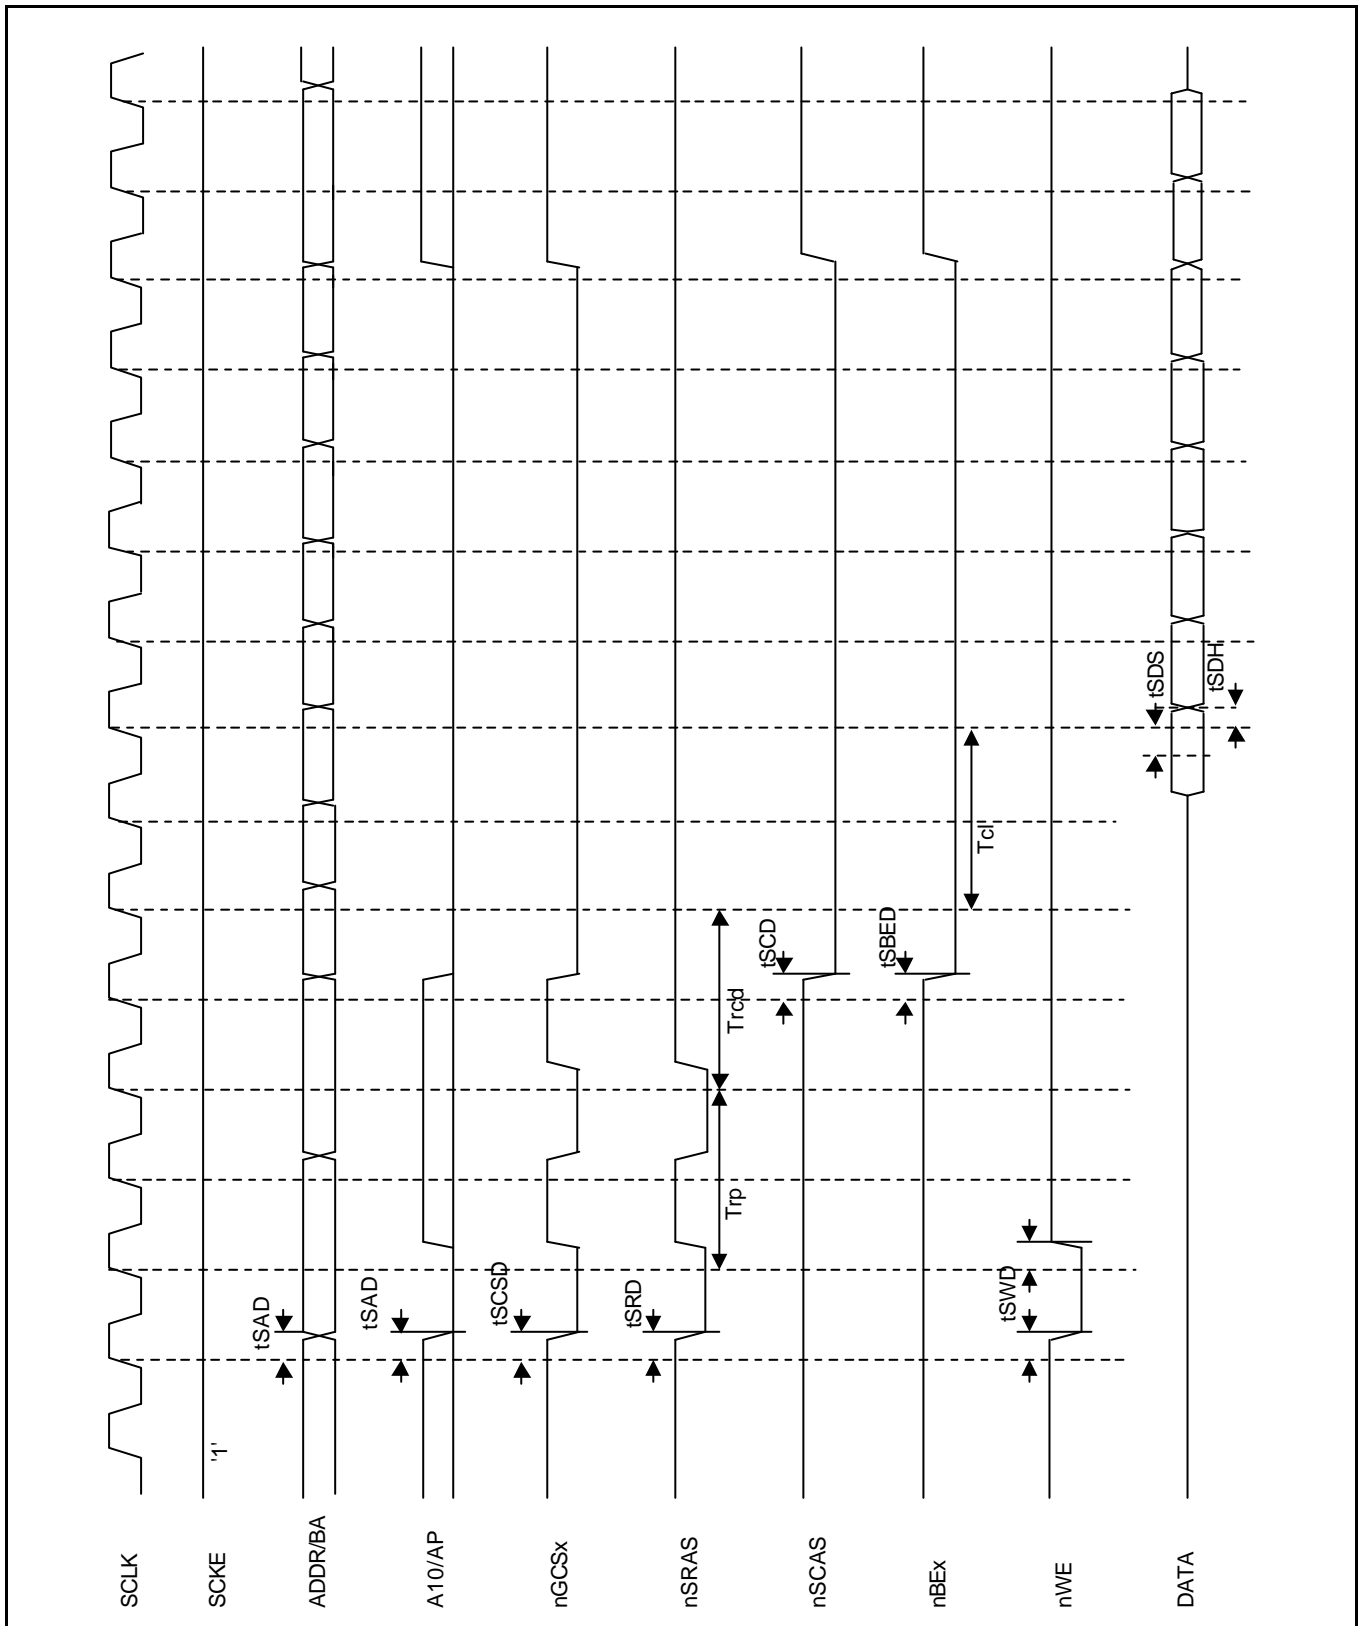 SCLK
SCKE
'1'
ADDR/BA
tSAD
A10/AP
tSAD
nGCSx
tSCSD
nSRAS
tSRD
Trp
Trcd
nSCAS
tSCD
nBEx
tSBED
Tcl
nWE
tSWD
DATA
tSDS
tSDH